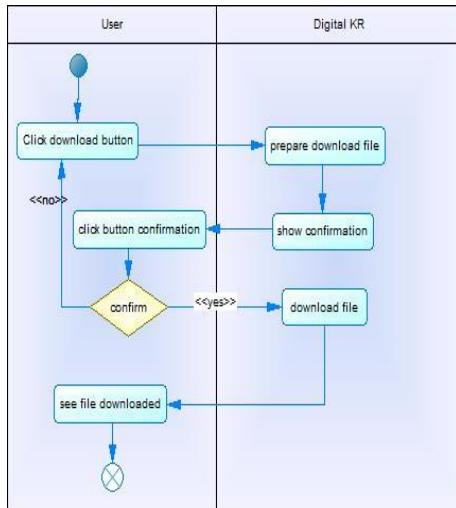 User
Digital KR
Click download button
prepare download file
<<no>>
click button confirmation
show confirmation
confirm
<<yes>>
download file
see file downloaded